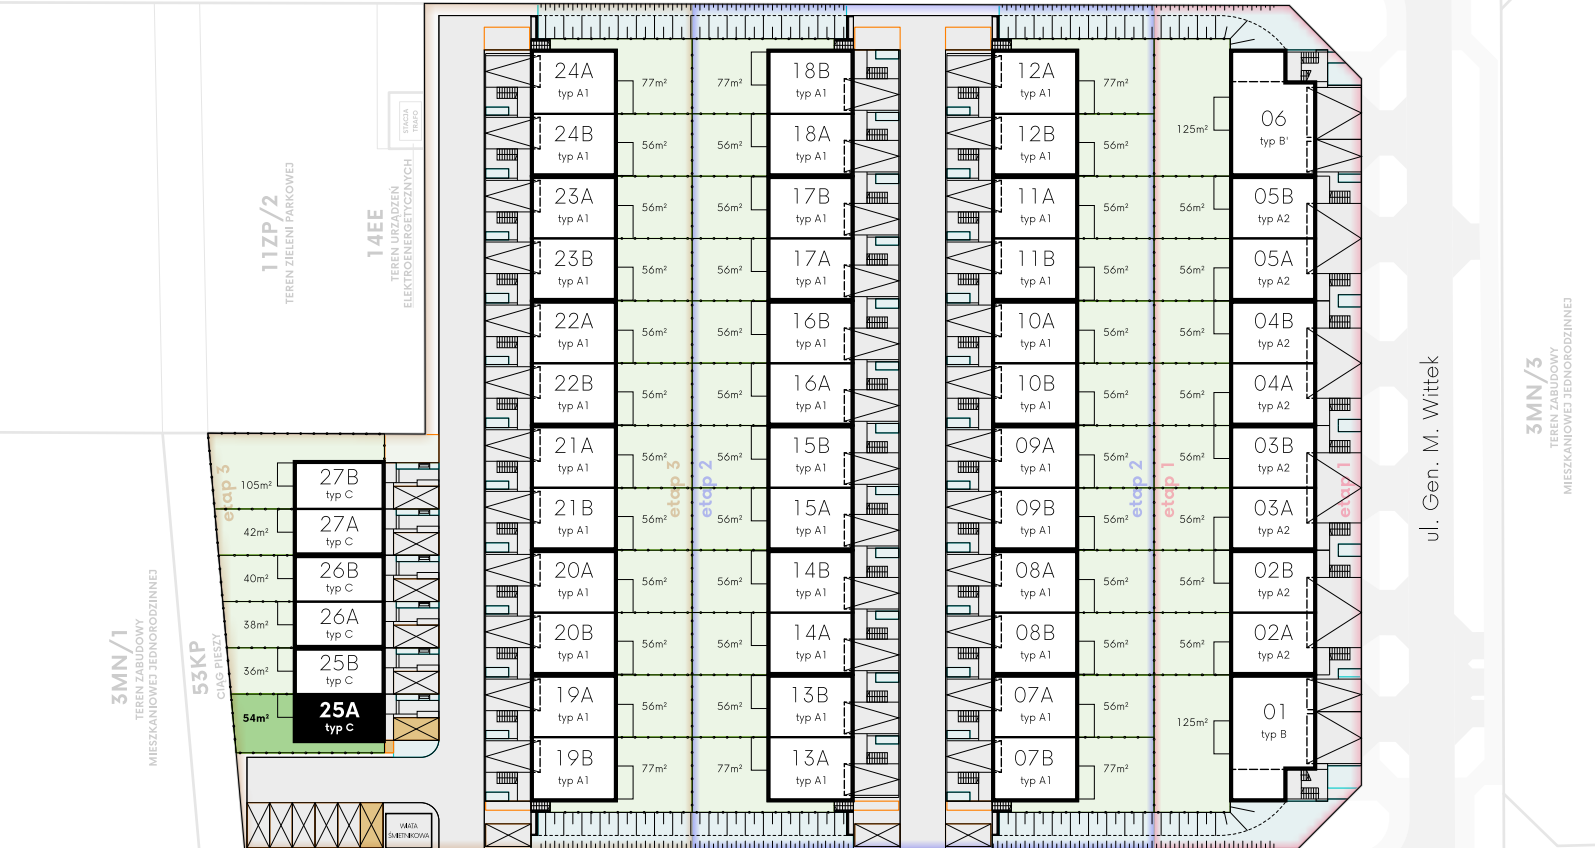 11ZP/2
TEREN ZIELENI PARKOWEJ
14EE
TEREN URZĄDZEŃ
ELEKTROENERGETYCZNYCH
STACJA
TRAFO
24A
typ A1
77m²
24B
typ A1
56m²
23A
typ A1
56m²
23B
typ A1
56m²
22A
typ A1
56m²
22B
typ A1
56m²
21A
typ A1
56m²
21B
typ A1
56m²
20A
typ A1
56m²
20B
typ A1
56m²
19A
typ A1
56m²
19B
typ A1
77m²
etap 3
etap 2
77m²
18B
typ A1
56m²
18A
typ A1
56m²
17B
typ A1
56m²
17A
typ A1
56m²
16B
typ A1
56m²
16A
typ A1
56m²
15B
typ A1
56m²
15A
typ A1
56m²
14B
typ A1
56m²
14A
typ A1
56m²
13B
typ A1
77m²
13A
typ A1
12A
typ A1
77m²
12B
typ A1
56m²
11A
typ A1
56m²
11B
typ A1
56m²
10A
typ A1
56m²
10B
typ A1
56m²
09A
typ A1
56m²
09B
typ A1
56m²
08A
typ A1
56m²
08B
typ A1
56m²
07A
typ A1
56m²
07B
typ A1
77m²
etap 2
etap 1
125m²
06
typ B'
56m²
05B
typ A2
56m²
05A
typ A2
56m²
04B
typ A2
56m²
04A
typ A2
56m²
03B
typ A2
56m²
03A
typ A2
56m²
02B
typ A2
56m²
02A
typ A2
125m²
01
typ B
etap 1
ul. Gen. M. Wittek
3MN/3
TEREN ZABUDOWY
MIESZKANIOWEJ JEDNORODZINNEJ
etap 3
105m²
27B
typ C
42m²
27A
typ C
40m²
26B
typ C
38m²
26A
typ C
36m²
25B
typ C
54m²
25A
typ C
3MN/1
TEREN ZABUDOWY
MIESZKANIOWEJ JEDNORODZINNEJ
53KP
CIĄG PIESZY
WIATA
ŚMIETNIKOWA